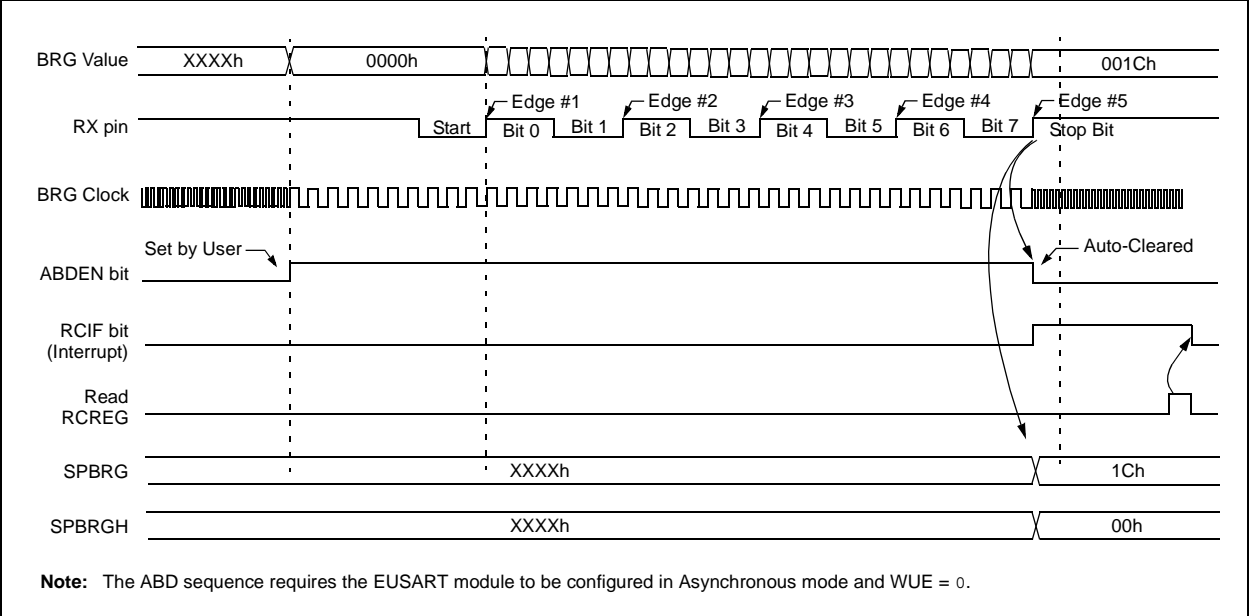 BRG Value XXXXh 0000h 001Ch
Edge #1 Edge #2 Edge #3 Edge #4 Edge #5
RX pin Start Bit 0 Bit 1 Bit 2 Bit 3 Bit 4 Bit 5 Bit 6 Bit 7 Stop Bit
BRG Clock
Set by User Auto-Cleared
ABDEN bit
RCIF bit
(Interrupt)
Read
RCREG
SPBRG XXXXh 1Ch
SPBRGH XXXXh 00h
Note: The ABD sequence requires the EUSART module to be configured in Asynchronous mode and WUE = 0.